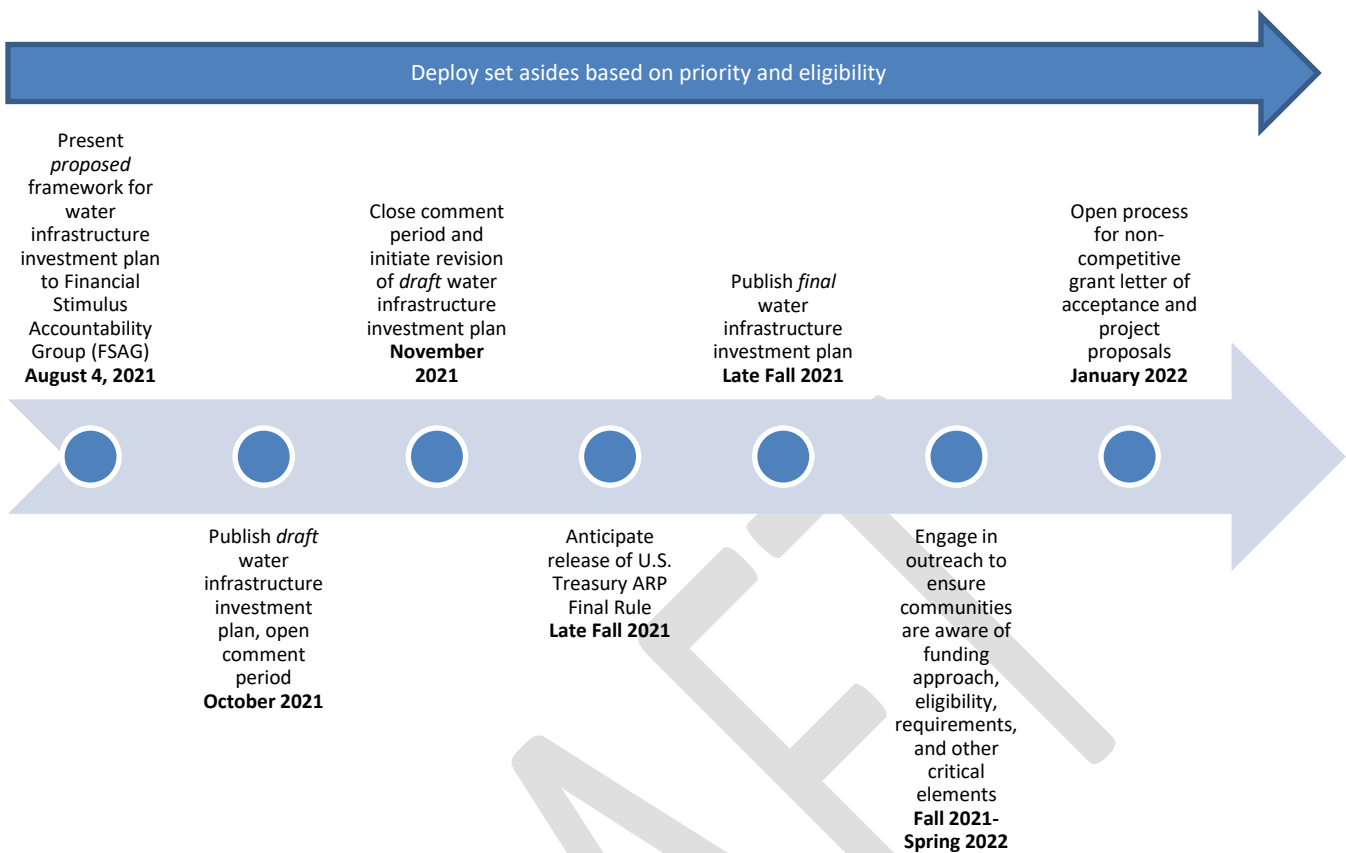 Deploy set asides based on priority and eligibility
Present
proposed
framework for
water
infrastructure
investment plan
to Financial
Stimulus
Accountability
Group (FSAG)
August 4, 2021
Publish draft
water
infrastructure
investment
plan, open
comment
period
October 2021
Close comment
period and
initiate revision
of draft water
infrastructure
investment plan
November
2021
Anticipate
release of U.S.
Treasury ARP
Final Rule
Late Fall 2021
Publish final
water
infrastructure
investment plan
Late Fall 2021
Engage in
outreach to
ensure
communities
are aware of
funding
approach,
eligibility,
requirements,
and other
critical
elements
Fall 2021-
Spring 2022
Open process
for non-
competitive
grant letter of
acceptance and
project
proposals
January 2022